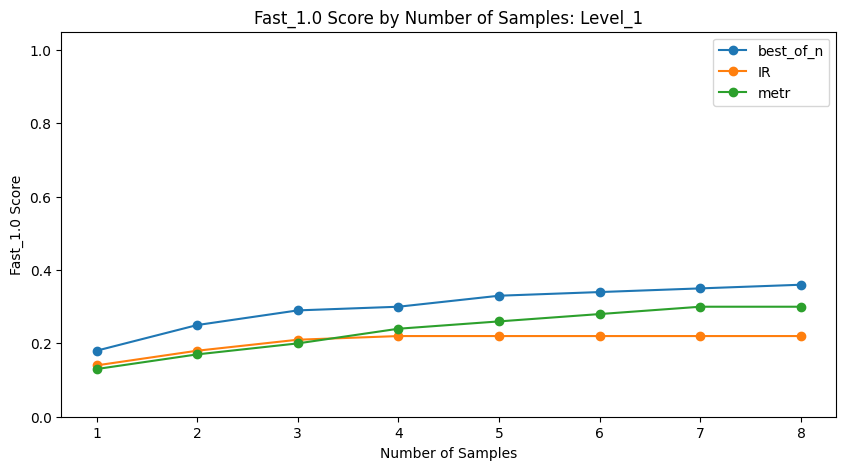 Fast_1.0 Score by Number of Samples: Level_1
best_of_n
IR
metr
Fast_1.0 Score
1.0
0.8
0.6
0.4
0.2
0.0
1 2 3 4 5 6 7 8
Number of Samples